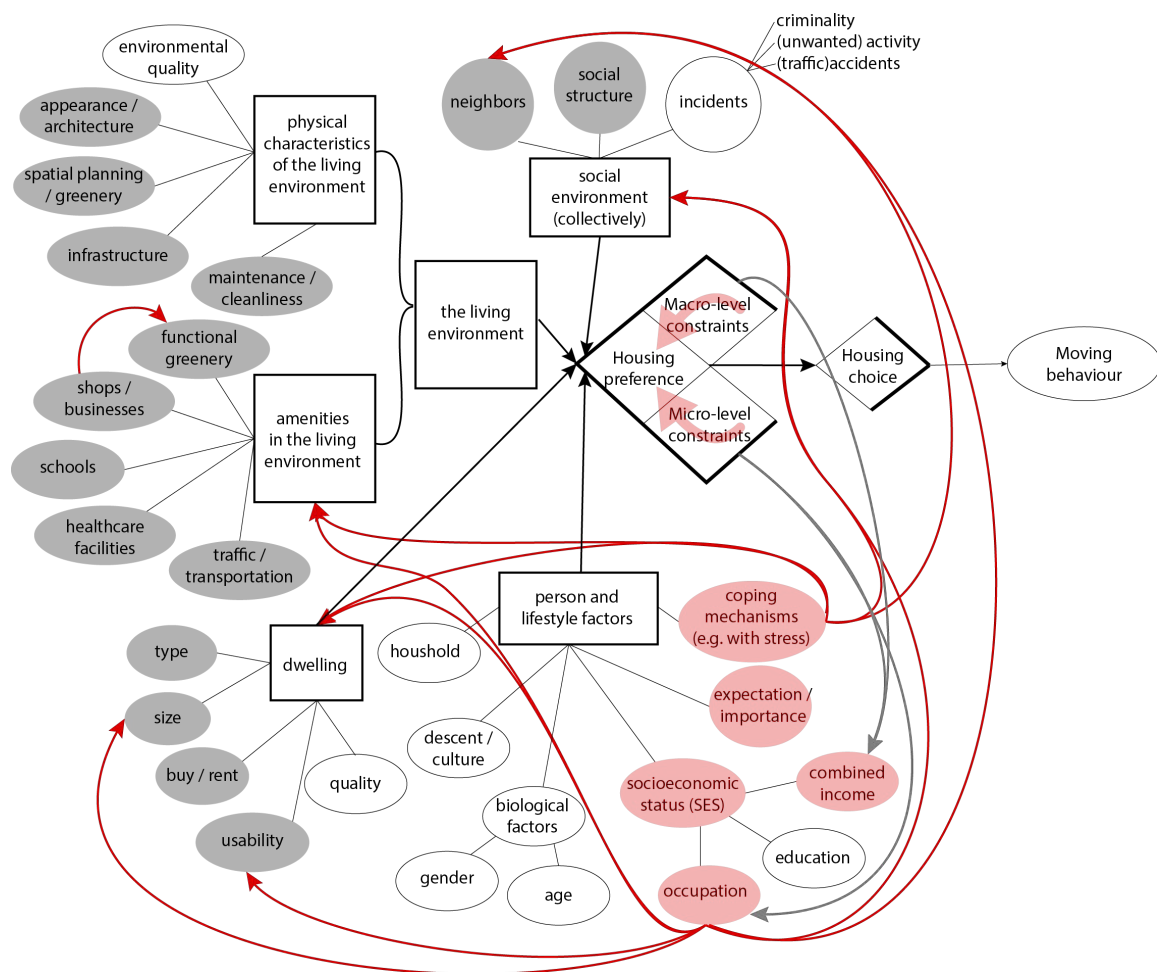 criminality
(unwanted) activity
(traffic)accidents
environmental
quality
appearance /
architecture
spatial planning
/ greenery
infrastructure
maintenance /
cleanliness
physical
characteristics
of the living
environment
neighbors
social
structure
incidents
social
environment
(collectively)
the living
environment
functional
greenery
shops /
businesses
schools
healthcare
facilities
traffic /
transportation
amenities
in the living
environment
Macro-level
constraints
Housing
preference
Micro-level
constraints
Housing
choice
Moving
behaviour
person and
lifestyle factors
coping
mechanisms
(e.g. with stress)
expectation /
importance
houshold
descent /
culture
biological
factors
gender
age
socioeconomic
status (SES)
combined
income
education
occupation
dwelling
type
size
buy / rent
usability
quality